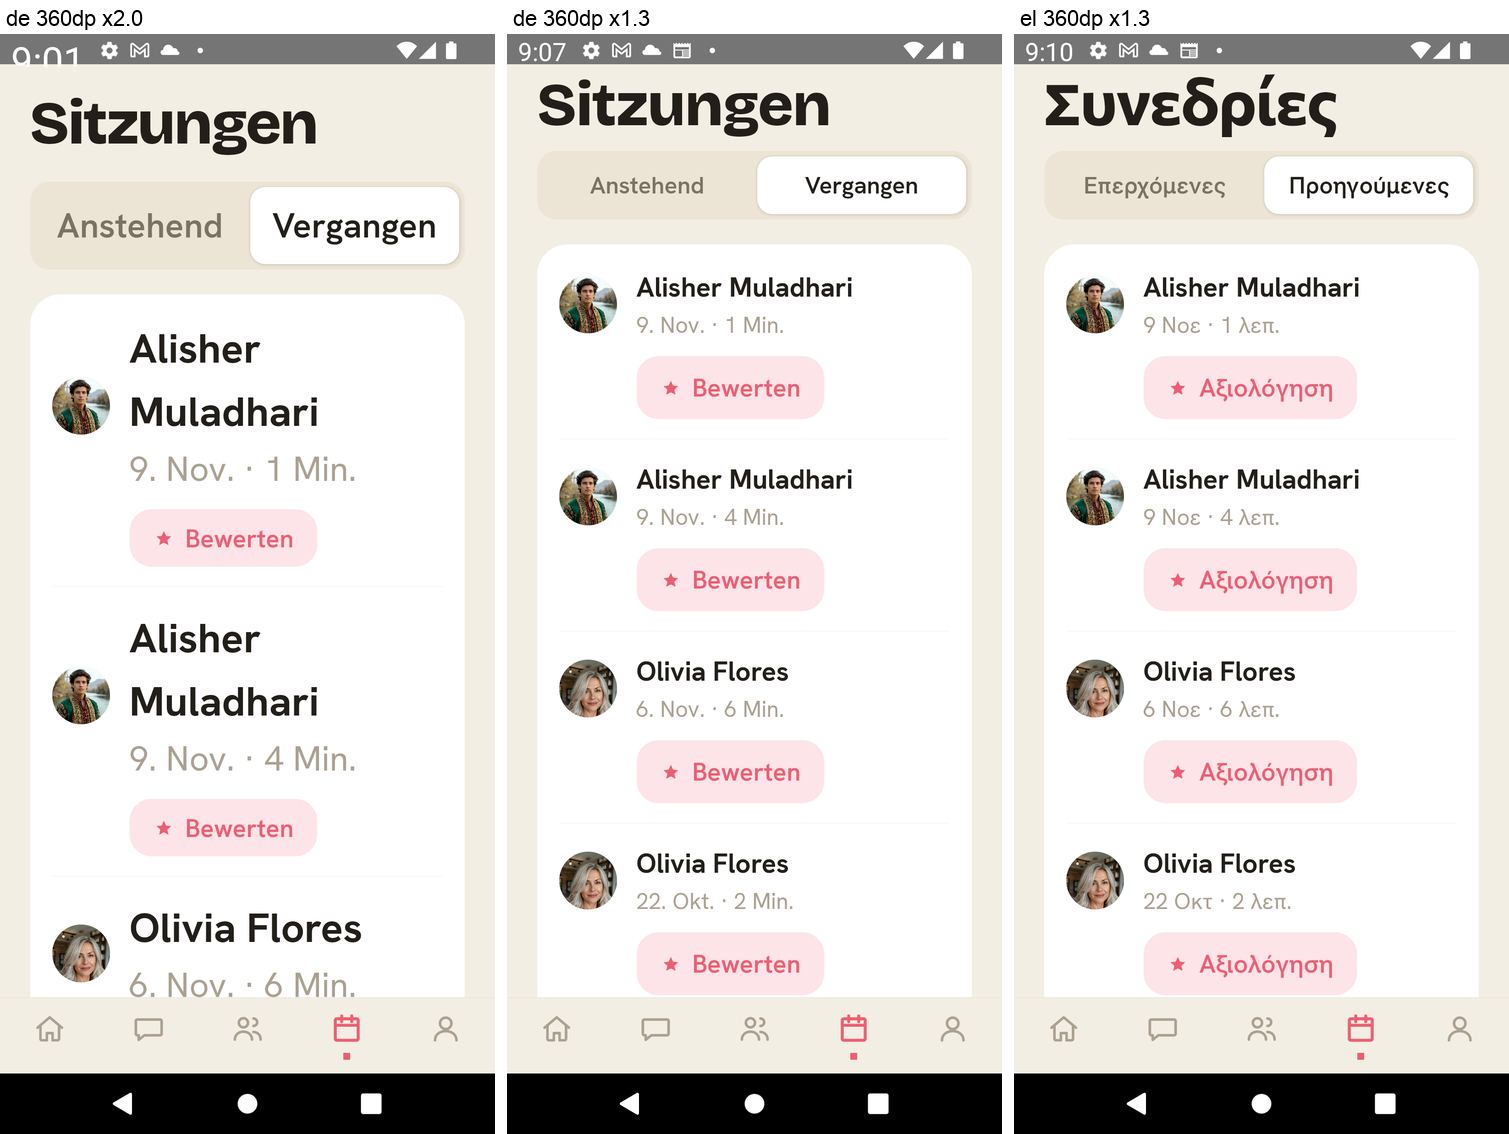 de 360dp x2.0
9:01
Sitzungen
Anstehend
Vergangen
Alisher
Muladhari
9. Nov. · 1 Min.
Bewerten
Alisher
Muladhari
9. Nov. · 4 Min.
Bewerten
Olivia Flores
6. Nov. · 6 Min.
de 360dp x1.3
9:07
Sitzungen
Anstehend
Vergangen
Alisher Muladhari
9. Nov. · 1 Min.
Bewerten
Alisher Muladhari
9. Nov. · 4 Min.
Bewerten
Olivia Flores
6. Nov. · 6 Min.
Bewerten
Olivia Flores
22. Okt. · 2 Min.
Bewerten
el 360dp x1.3
9:10
Συνεδρίες
Επερχόμενες
Προηγούμενες
Alisher Muladhari
9 Νοε · 1 λεπ.
Αξιολόγηση
Alisher Muladhari
9 Νοε · 4 λεπ.
Αξιολόγηση
Olivia Flores
6 Νοε · 6 λεπ.
Αξιολόγηση
Olivia Flores
22 Οκτ · 2 λεπ.
Αξιολόγηση